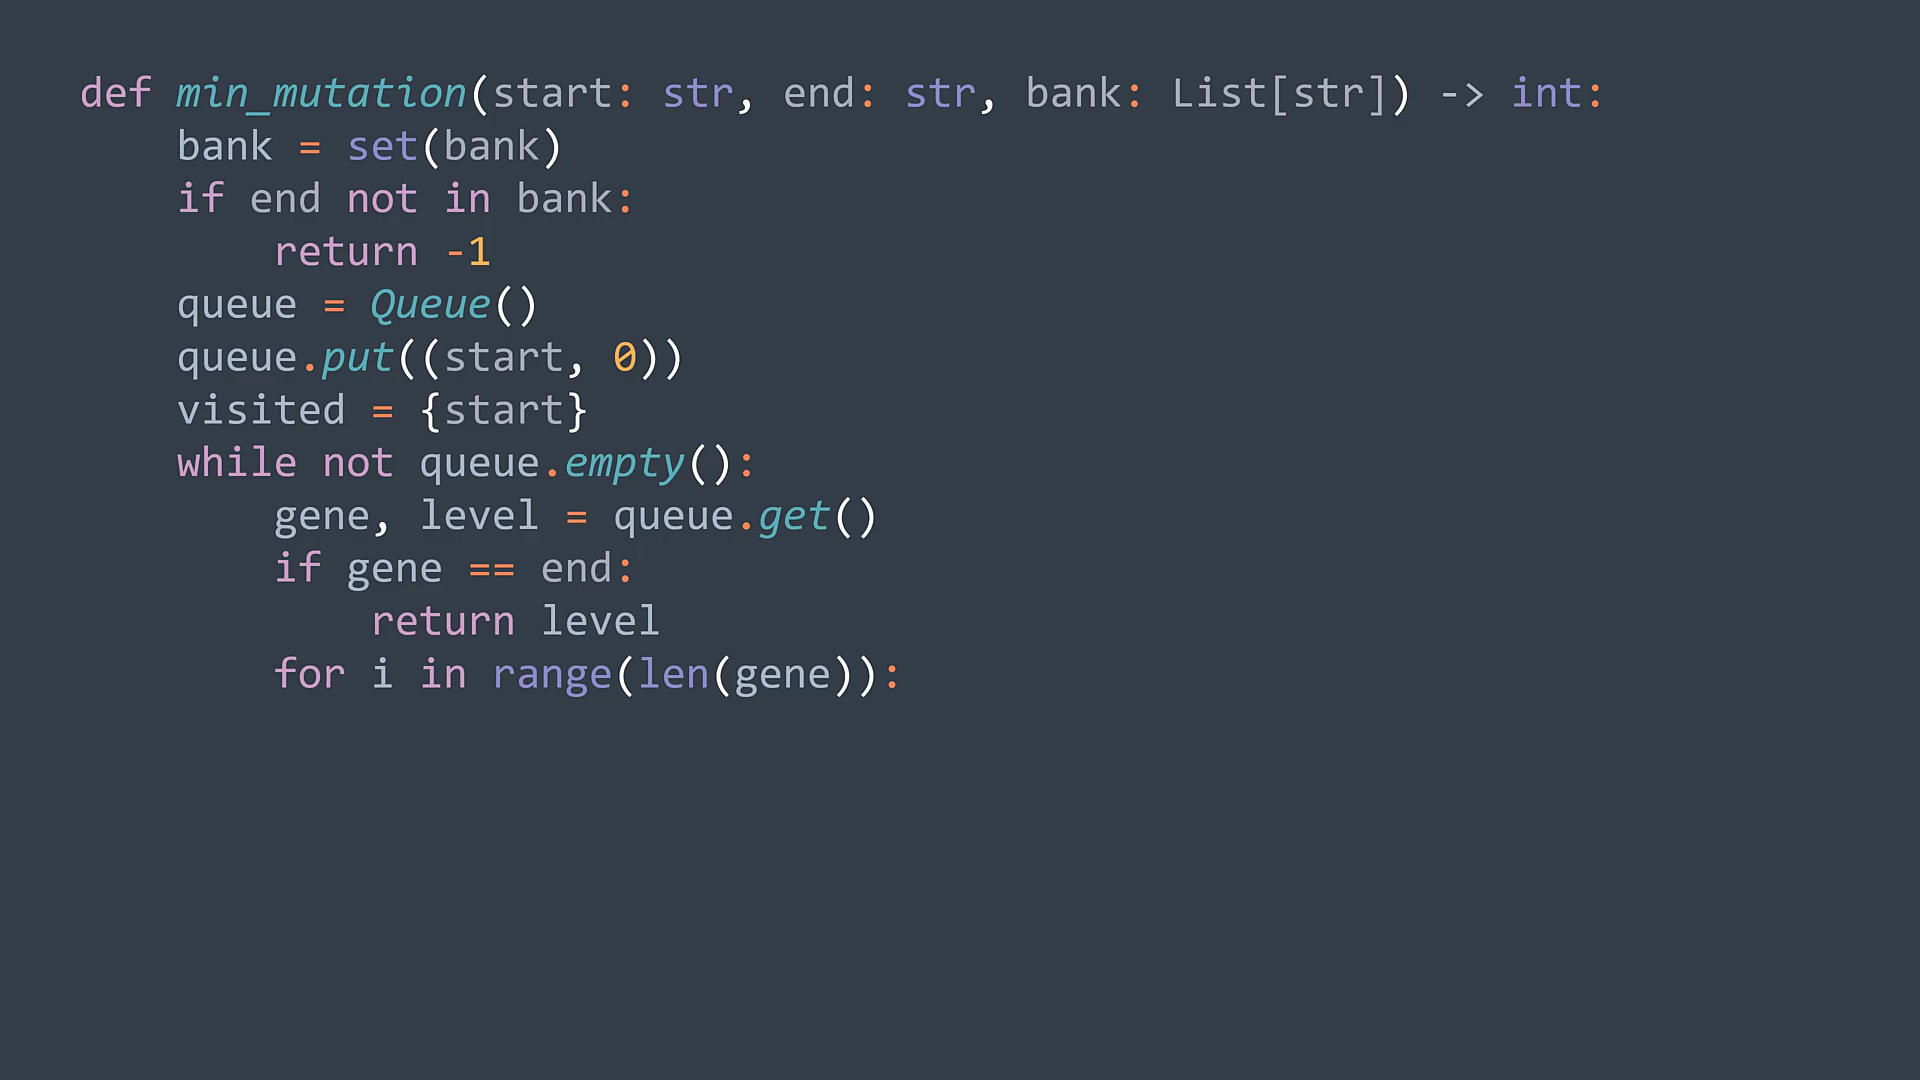 def min_mutation(start: str, end: str, bank: List[str]) -> int:
    bank = set(bank)
    if end not in bank:
        return -1
    queue = Queue()
    queue.put((start, 0))
    visited = {start}
    while not queue.empty():
        gene, level = queue.get()
        if gene == end:
            return level
        for i in range(len(gene)):